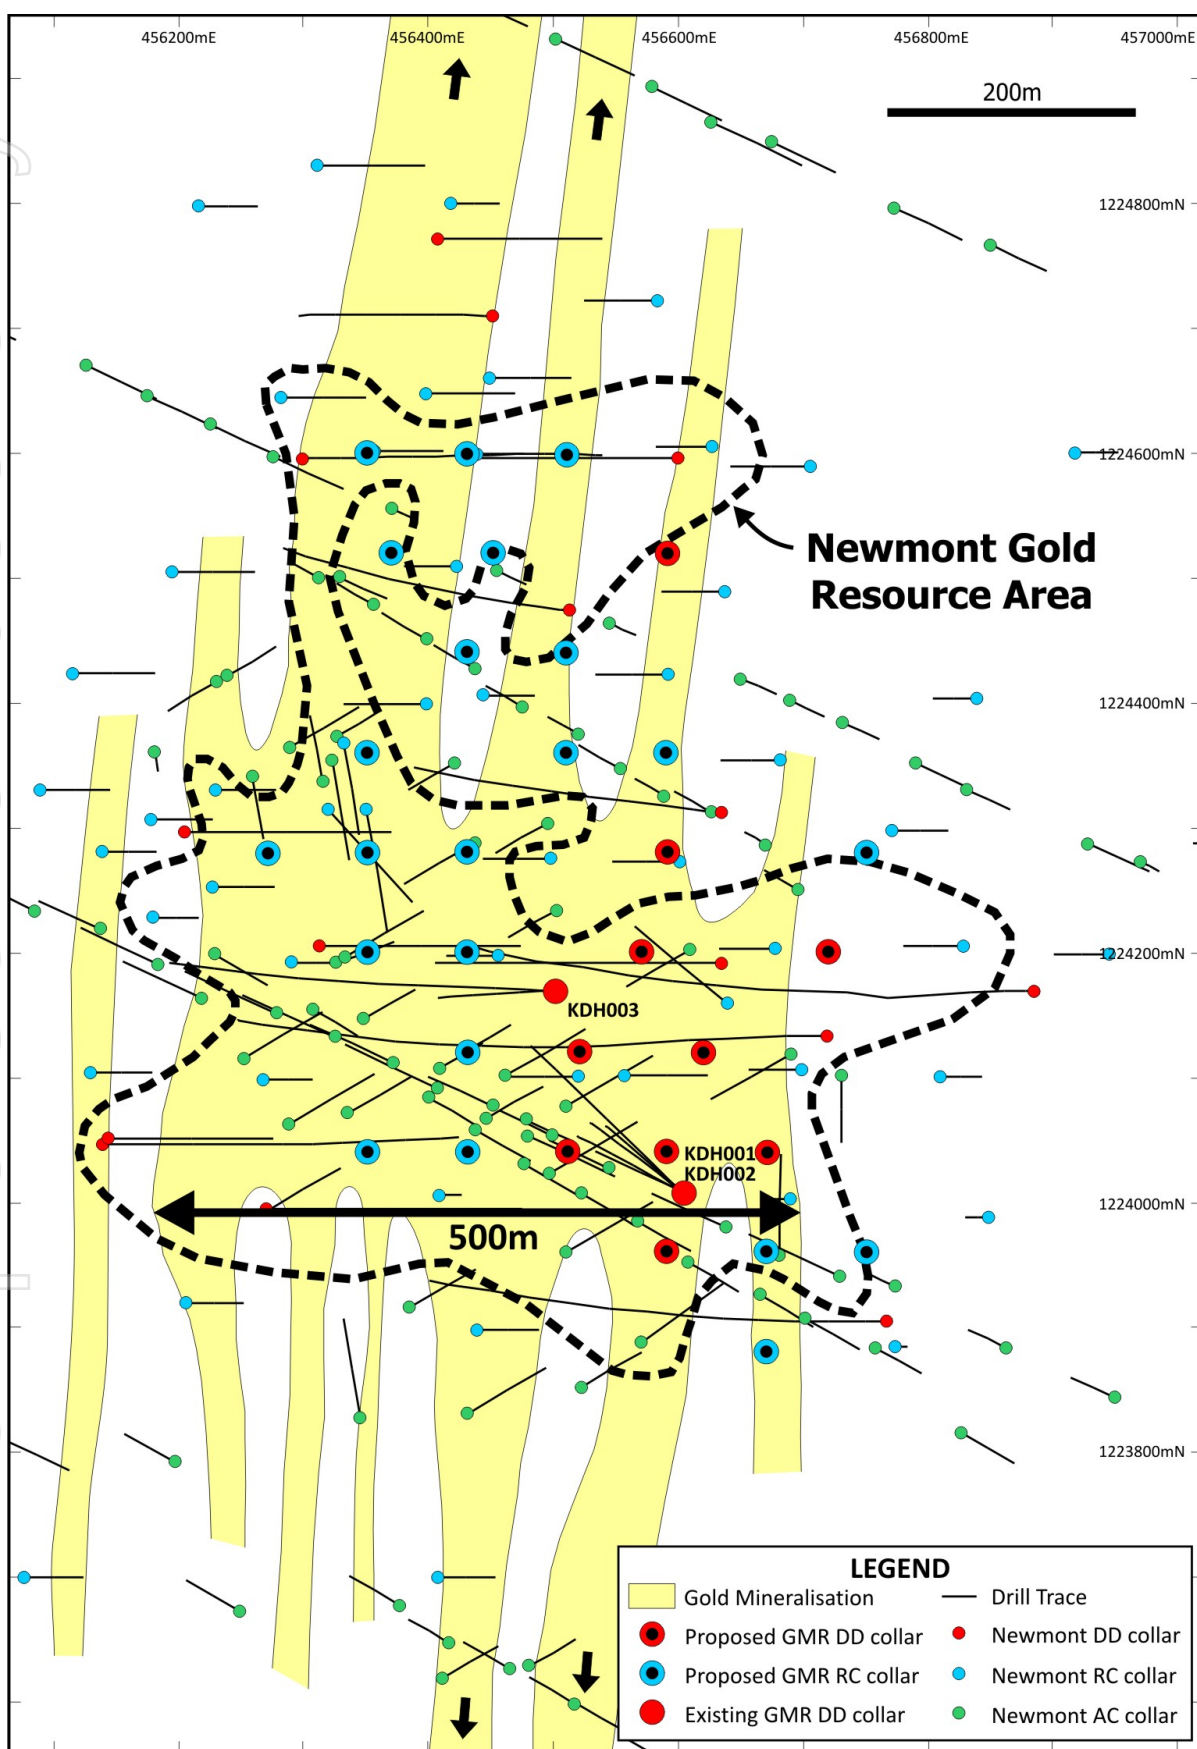 456200mE 456400mE 456600mE 456800mE 457000mE
200m
1224800mN
1224600mN
Newmont Gold
Resource Area
1224400mN
1224200mN
KDH003
KDH001
KDH002
1224000mN
500m
1223800mN
LEGEND
Gold Mineralisation
Drill Trace
Proposed GMR DD collar
Newmont DD collar
Proposed GMR RC collar
Newmont RC collar
Existing GMR DD collar
Newmont AC collar